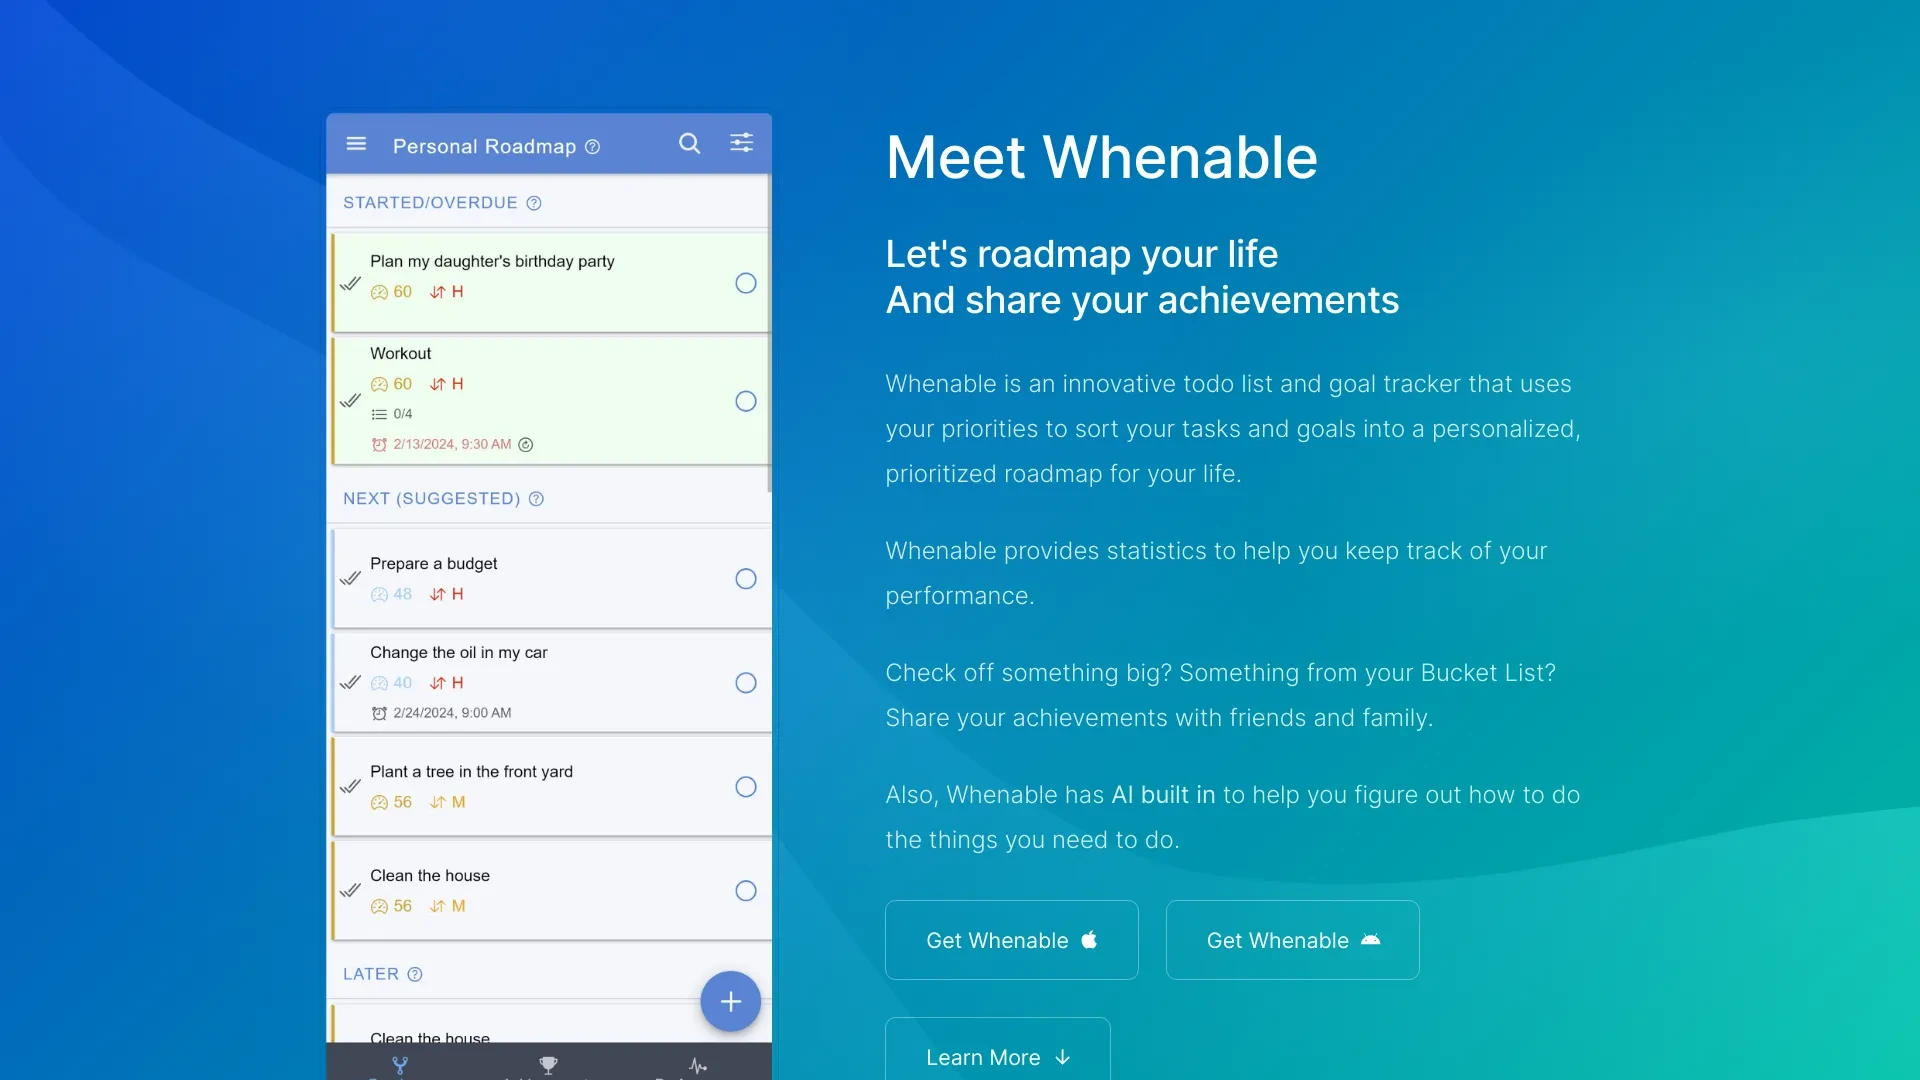 Personal Roadmap
STARTED/OVERDUE
Plan my daughter's birthday party
60 H
Workout
60 H
0/4
2/13/2024, 9:30 AM
NEXT (SUGGESTED)
Prepare a budget
48 H
Change the oil in my car
40 H
2/24/2024, 9:00 AM
Plant a tree in the front yard
56 M
Clean the house
56 M
LATER
Clean the house
Meet Whenable
Let's roadmap your life
And share your achievements
Whenable is an innovative todo list and goal tracker that uses
your priorities to sort your tasks and goals into a personalized,
prioritized roadmap for your life.
Whenable provides statistics to help you keep track of your
performance.
Check off something big? Something from your Bucket List?
Share your achievements with friends and family.
Also, Whenable has AI built in to help you figure out how to do
the things you need to do.
Get Whenable
Get Whenable
Learn More